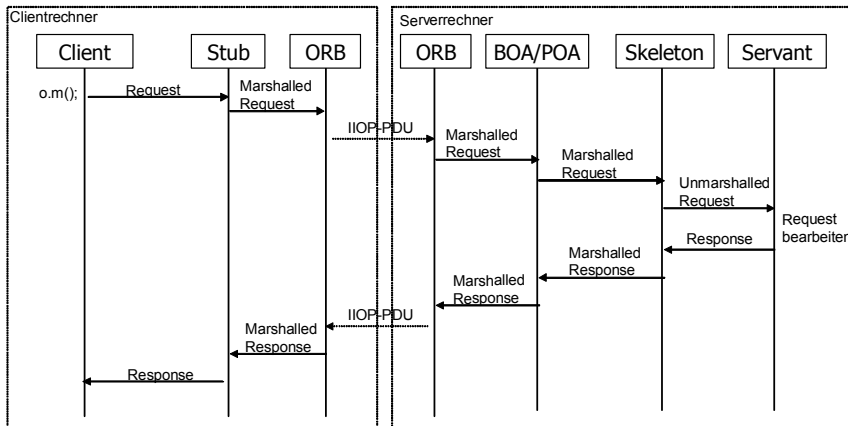 Clientrechner
Serverrechner
Client
Stub
ORB
ORB
BOA/POA
Skeleton
Servant
o.m();
Request
Marshalled
Request
IIOP-PDU
Marshalled
Request
Marshalled
Request
Unmarshalled
Request
Request
bearbeiten
Response
Marshalled
Response
Marshalled
Response
IIOP-PDU
Marshalled
Response
Response